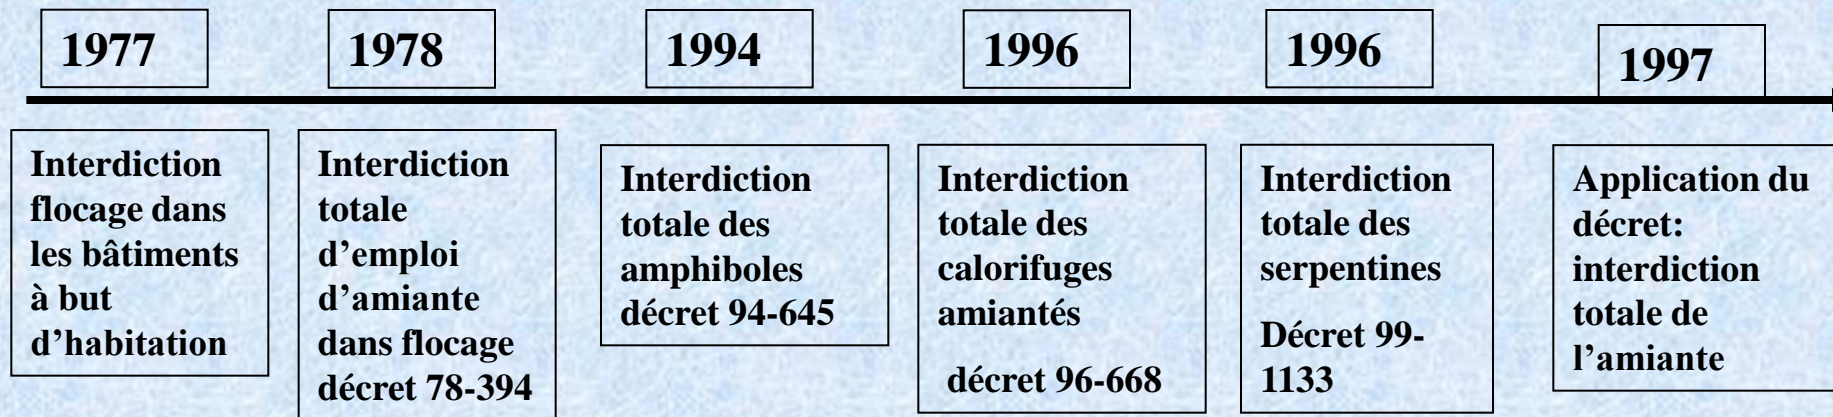 1977
1978
1994
1996
1996
1997
Interdiction
flocage dans
les bâtiments
à but
d’habitation
Interdiction
totale
d’emploi
d’amiante
dans flocage
décret 78-394
Interdiction
totale des
amphiboles
décret 94-645
Interdiction
totale des
calorifuges
amiantés
décret 96-668
Interdiction
totale des
serpentines
Décret 99-
1133
Application du
décret:
interdiction
totale de
l’amiante